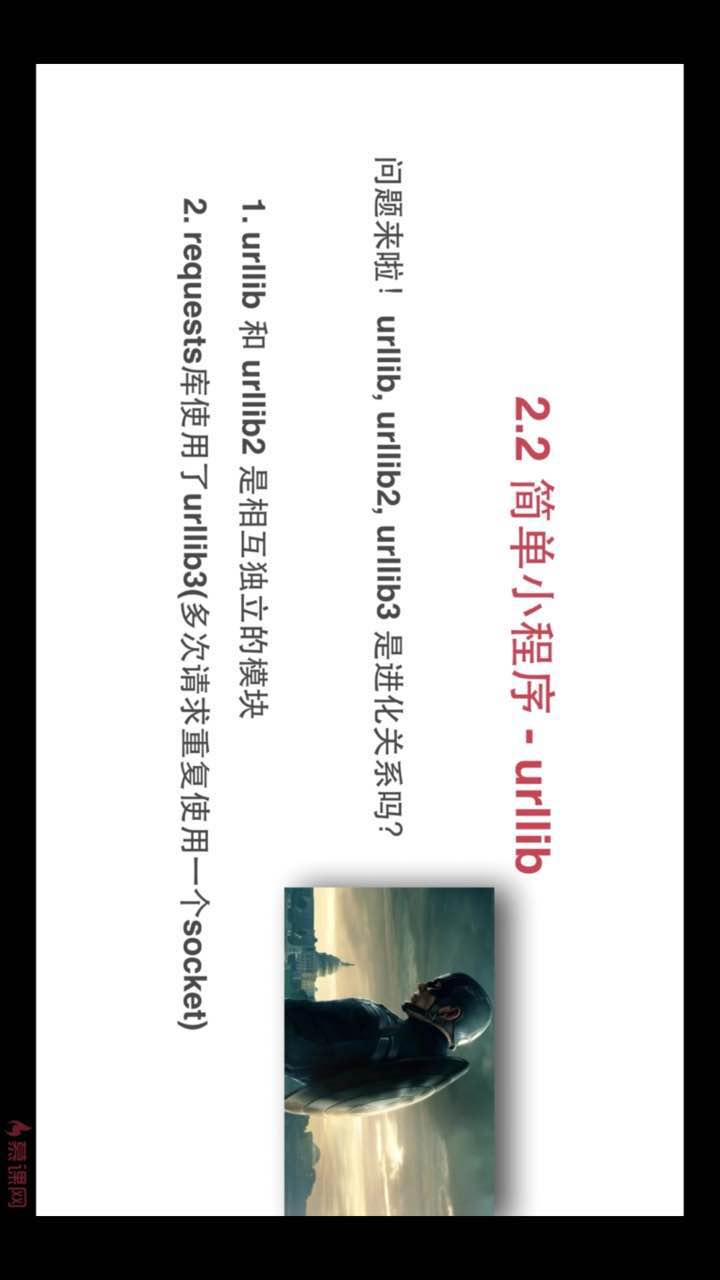 2.2 简单小程序 - urllib
问题来啦！urllib, urllib2, urllib3 是进化关系吗？
1. urllib 和 urllib2 是相互独立的模块
2. requests库使用了urllib3(多次请求重复使用一个socket)
慕课网